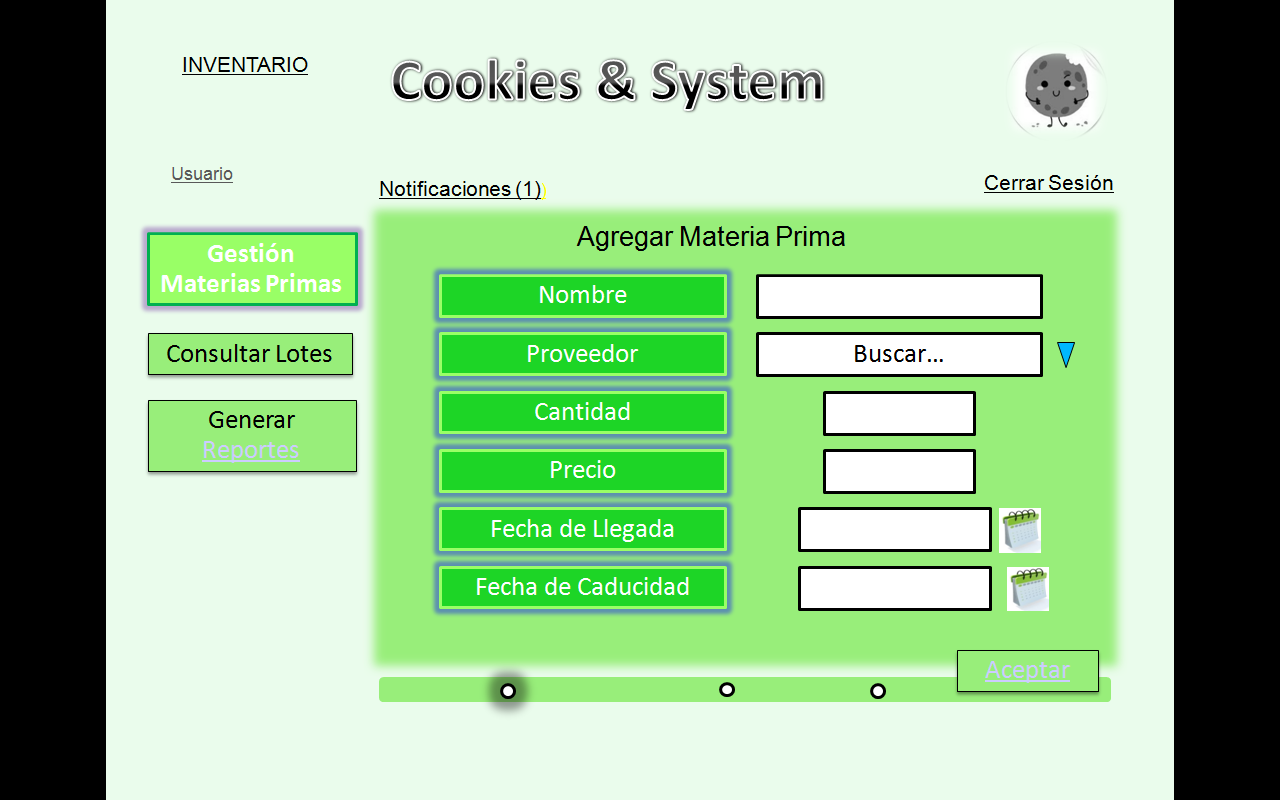 INVENTARIO
Cookies & System
Usuario
Notificaciones (1)
Cerrar Sesión
Gestión
Materias Primas
Consultar Lotes
Generar
Reportes
Agregar Materia Prima
Nombre
Proveedor
Buscar...
Cantidad
Precio
Fecha de Llegada
Fecha de Caducidad
Aceptar